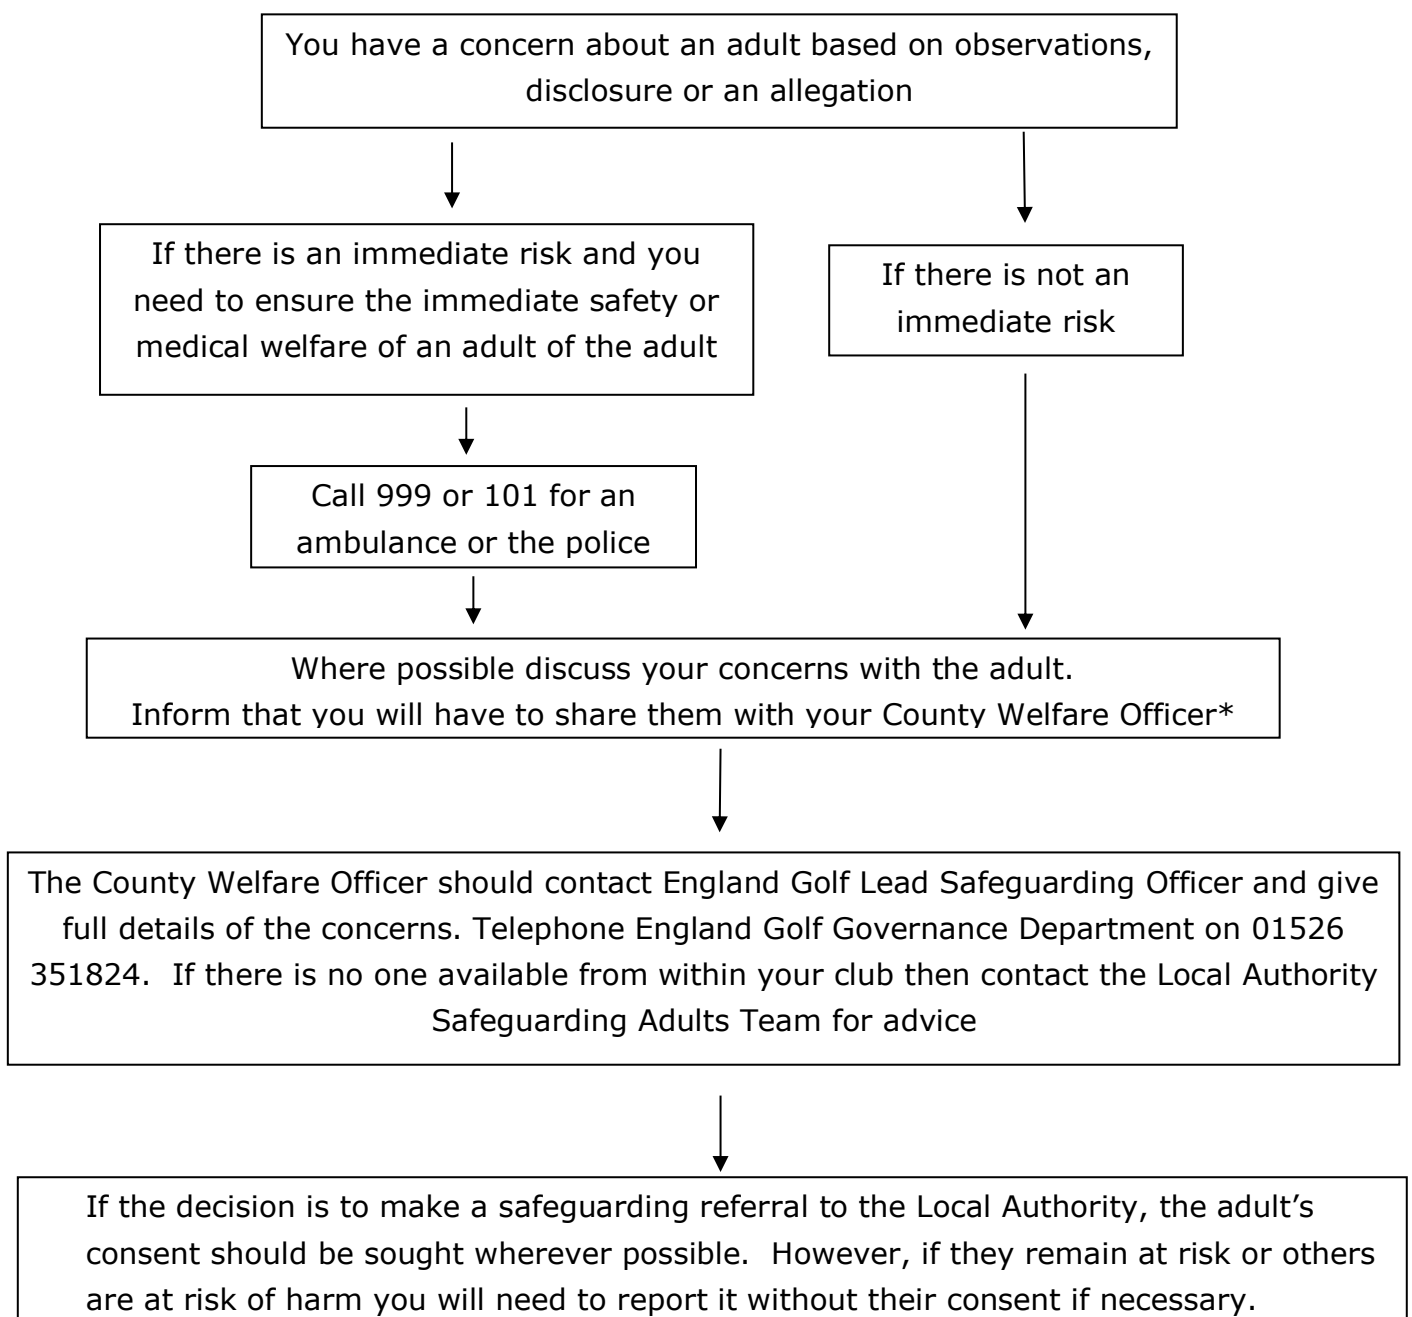 You have a concern about an adult based on observations,
disclosure or an allegation
If there is an immediate risk and you
need to ensure the immediate safety or
medical welfare of an adult of the adult
If there is not an
immediate risk
Call 999 or 101 for an
ambulance or the police
Where possible discuss your concerns with the adult.
Inform that you will have to share them with your County Welfare Officer*
The County Welfare Officer should contact England Golf Lead Safeguarding Officer and give
full details of the concerns. Telephone England Golf Governance Department on 01526
351824.  If there is no one available from within your club then contact the Local Authority
Safeguarding Adults Team for advice
If the decision is to make a safeguarding referral to the Local Authority, the adult’s
consent should be sought wherever possible.  However, if they remain at risk or others
are at risk of harm you will need to report it without their consent if necessary.